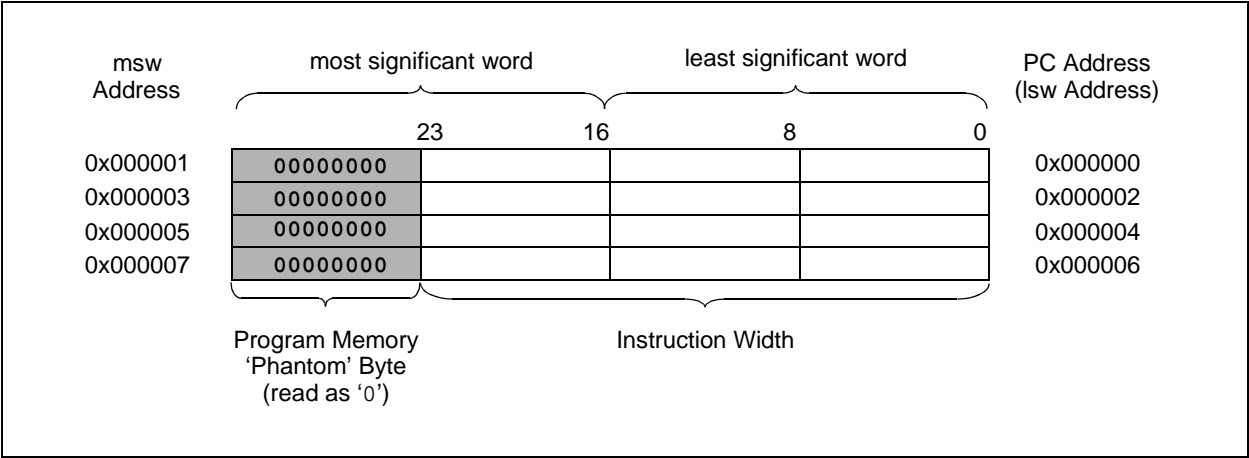 msw
Address
most significant word
least significant word
PC Address
(lsw Address)
23 16 8 0
0x000001 00000000 0x000000
0x000003 00000000 0x000002
0x000005 00000000 0x000004
0x000007 00000000 0x000006
Program Memory
‘Phantom’ Byte
(read as ‘0’)
Instruction Width